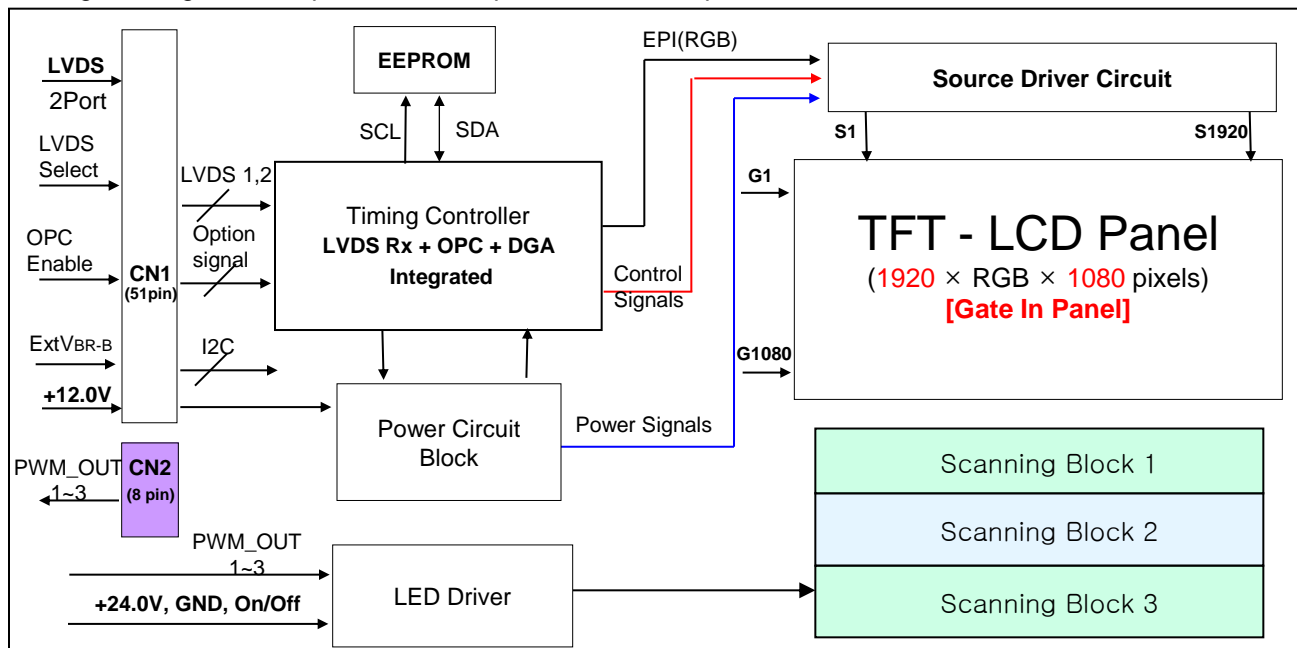 EPI(RGB)
LVDS
2Port
EEPROM
Source Driver Circuit
SCL
SDA
S1
S1920
LVDS
Select
LVDS 1,2
G1
Timing Controller
LVDS Rx + OPC + DGA
Integrated
TFT - LCD Panel
(1920 × RGB × 1080 pixels)
[Gate In Panel]
OPC
Enable
Option
signal
CN1
(51pin)
Control
Signals
ExtVBR-B
I2C
G1080
+12.0V
Power Circuit
Block
Power Signals
PWM_OUT
1~3
CN2
(8 pin)
Scanning Block 1
Scanning Block 2
Scanning Block 3
PWM_OUT
1~3
+24.0V, GND, On/Off
LED Driver